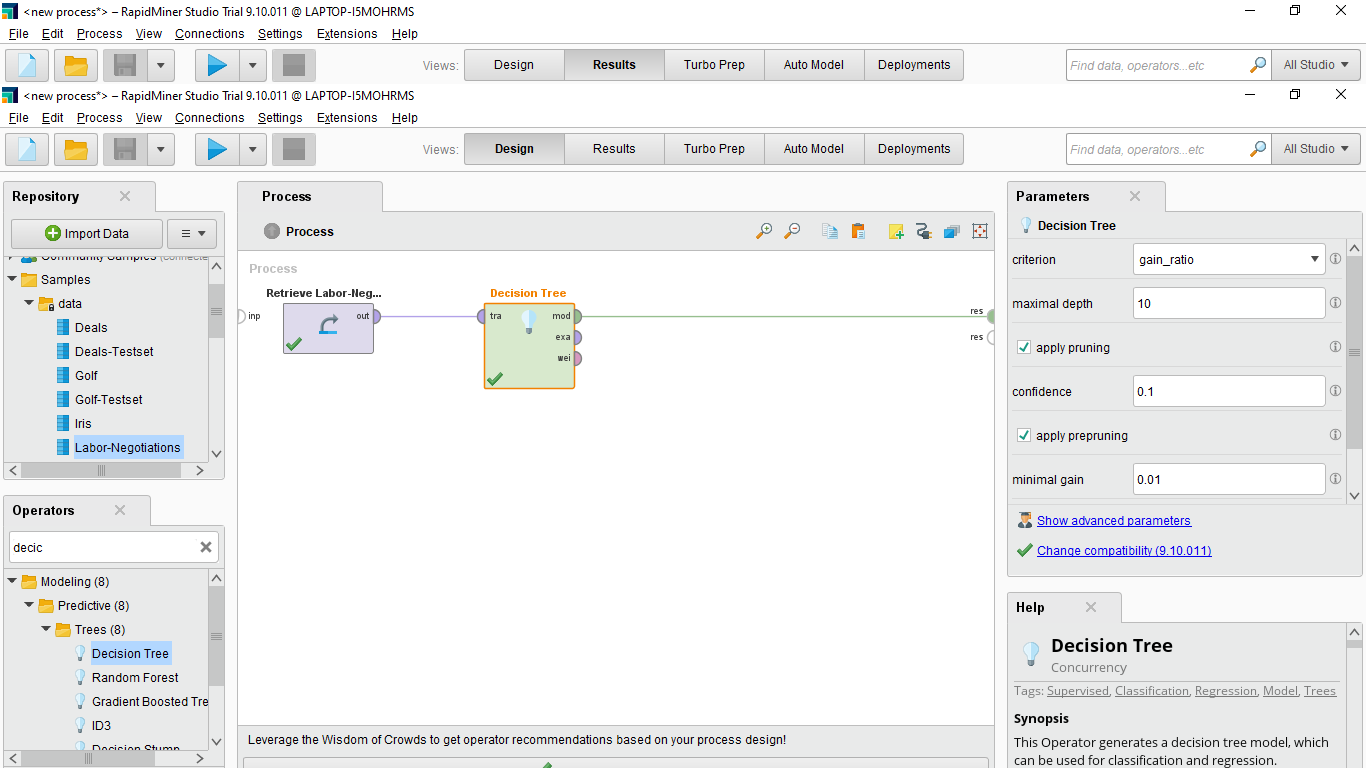 <new process*> – RapidMiner Studio Trial 9.10.011 @ LAPTOP-I5MOHRMS
File Edit Process View Connections Settings Extensions Help
Views: Design Results Turbo Prep Auto Model Deployments Find data, operators...etc All Studio
<new process*> – RapidMiner Studio Trial 9.10.011 @ LAPTOP-I5MOHRMS
File Edit Process View Connections Settings Extensions Help
Views: Design Results Turbo Prep Auto Model Deployments Find data, operators...etc All Studio
Repository
Import Data
Community Samples (connected
Samples
data
Deals
Deals-Testset
Golf
Golf-Testset
Iris
Labor-Negotiations
Operators
decic
Modeling (8)
Predictive (8)
Trees (8)
Decision Tree
Random Forest
Gradient Boosted Tre
ID3
Decision Stump
Process
Process
Process
Retrieve Labor-Neg...
inp
out
Decision Tree
tra
mod
exa
wei
res
res
Leverage the Wisdom of Crowds to get operator recommendations based on your process design!
Parameters
Decision Tree
criterion gain_ratio
maximal depth 10
apply pruning
confidence 0.1
apply prepruning
minimal gain 0.01
Show advanced parameters
Change compatibility (9.10.011)
Help
Decision Tree
Concurrency
Tags: Supervised, Classification, Regression, Model, Trees
Synopsis
This Operator generates a decision tree model, which
can be used for classification and regression.